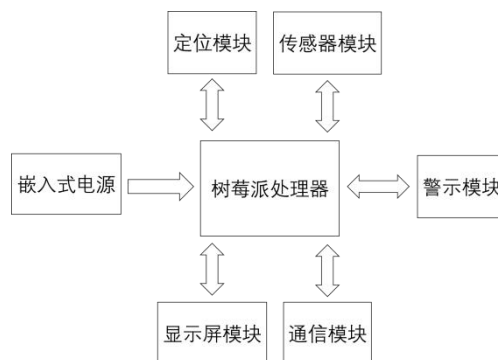 定位模块
传感器模块
嵌入式电源
树莓派处理器
警示模块
显示屏模块
通信模块